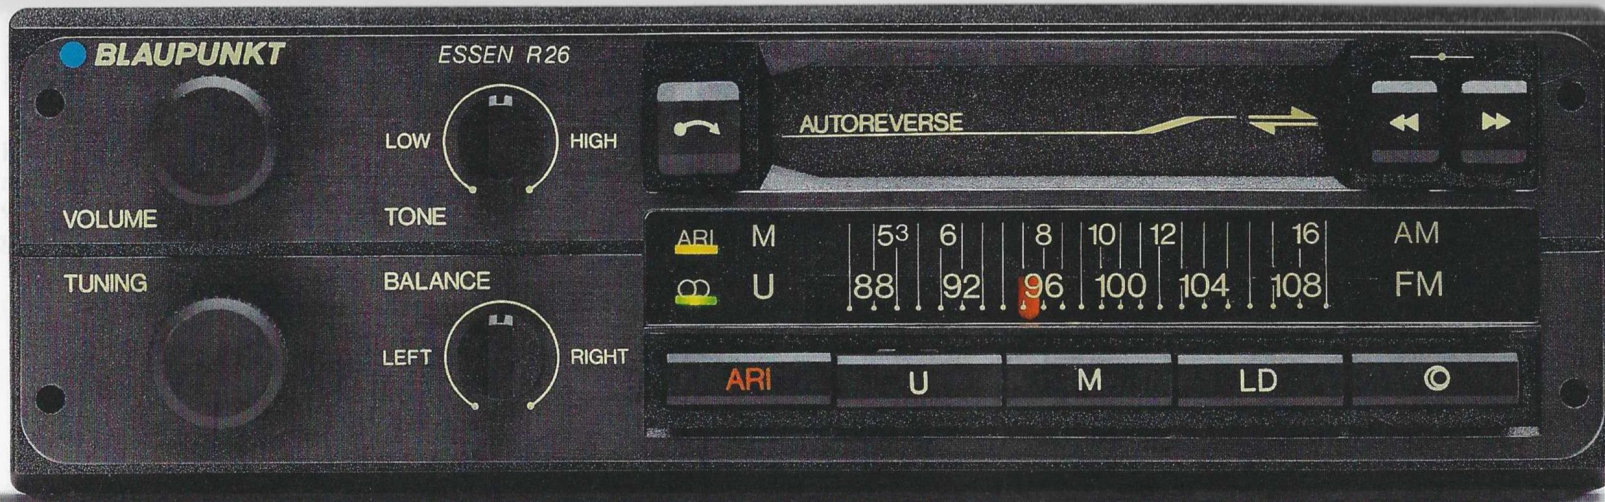 BLAUPUNKT
ESSEN R26
LOW
HIGH
VOLUME
TONE
AUTOREVERSE
TUNING
BALANCE
LEFT
RIGHT
ARI M 53 6 8 10 12 16 AM
U 88 92 96 100 104 108 FM
ARI U M LD ©